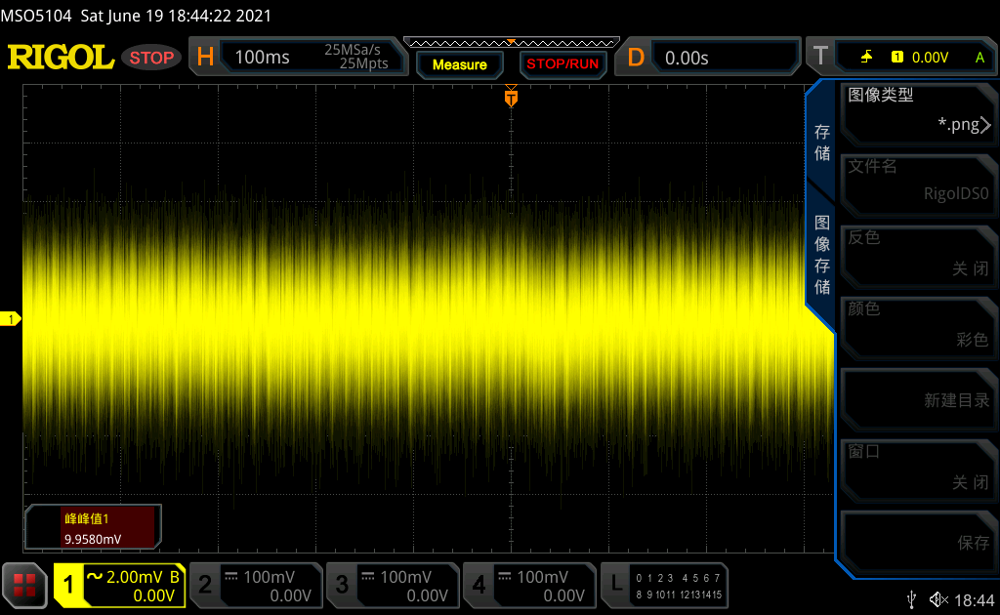 MSO5104 Sat June 19 18:44:22 2021
RIGOL
STOP
H
100ms
25MSa/s
25Mpts
Measure
STOP/RUN
D
0.00s
T
1
0.00V
A
T
存储
图像存储
图像类型
*.png
文件名
RigolDS0
反色
关闭
颜色
彩色
新建目录
窗口
关闭
保存
1
峰峰值1
9.9580mV
1
2.00mV B
0.00V
2
100mV
0.00V
3
100mV
0.00V
4
100mV
0.00V
L
0 1 2 3 4 5 6 7
8 9 10 11 12 13 14 15
18:44